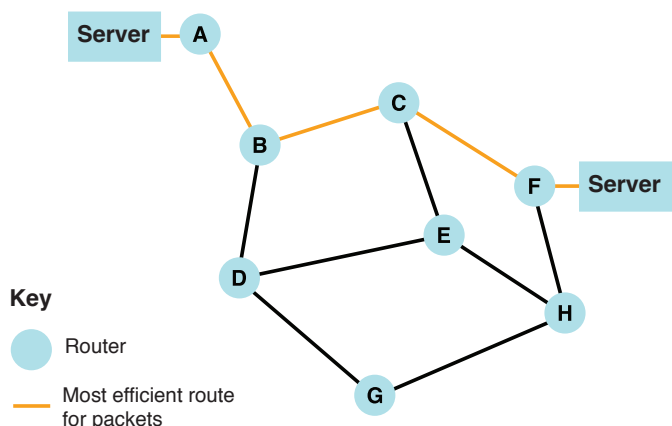 Server
A
B
C
F
Server
E
D
H
G
Key
Router
Most efficient route
for packets